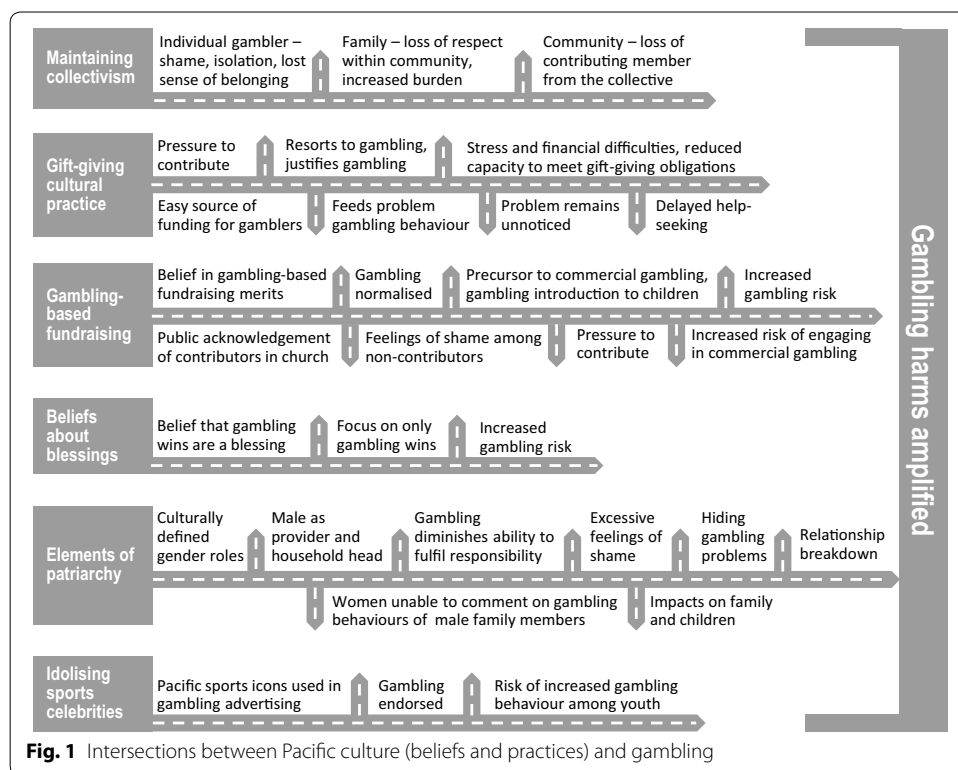 Maintaining
collectivism
Individual gambler –
shame, isolation, lost
sense of belonging
Family – loss of respect
within community,
increased burden
Community – loss of
contributing member
from the collective
Gift-giving
cultural
practice
Pressure to
contribute
Resorts to gambling,
justifies gambling
Stress and financial difficulties, reduced
capacity to meet gift-giving obligations
Easy source of
funding for gamblers
Feeds problem
gambling behaviour
Problem remains
unnoticed
Delayed help-
seeking
Gambling-
based
fundraising
Belief in gambling-based
fundraising merits
Gambling
normalised
Precursor to commercial gambling,
gambling introduction to children
Increased
gambling risk
Public acknowledgement
of contributors in church
Feelings of shame among
non-contributors
Pressure to
contribute
Increased risk of engaging
in commercial gambling
Beliefs
about
blessings
Belief that gambling
wins are a blessing
Focus on only
gambling wins
Increased
gambling risk
Elements of
patriarchy
Culturally
defined
gender roles
Male as
provider and
household head
Gambling
diminishes ability to
fulfil responsibility
Excessive
feelings of
shame
Hiding
gambling
problems
Relationship
breakdown
Women unable to comment on gambling
behaviours of male family members
Impacts on family
and children
Idolising
sports
celebrities
Pacific sports icons used in
gambling advertising
Gambling
endorsed
Risk of increased gambling
behaviour among youth
Gambling harms amplified
Fig. 1 Intersections between Pacific culture (beliefs and practices) and gambling